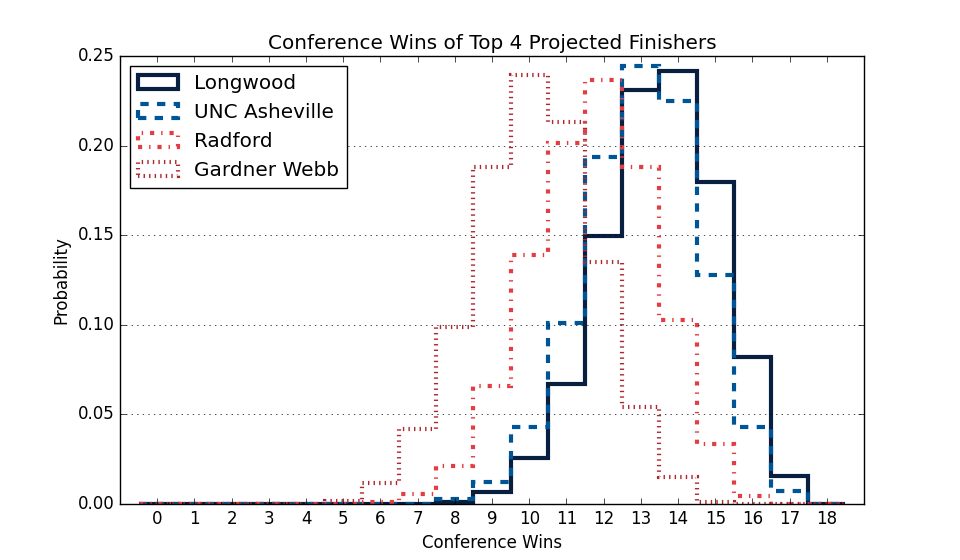 Conference Wins of Top 4 Projected Finishers
0.25
0.20
0.15
0.10
0.05
0.00
Probability
Longwood
UNC Asheville
Radford
Gardner Webb
0 1 2 3 4 5 6 7 8 9 10 11 12 13 14 15 16 17 18
Conference Wins